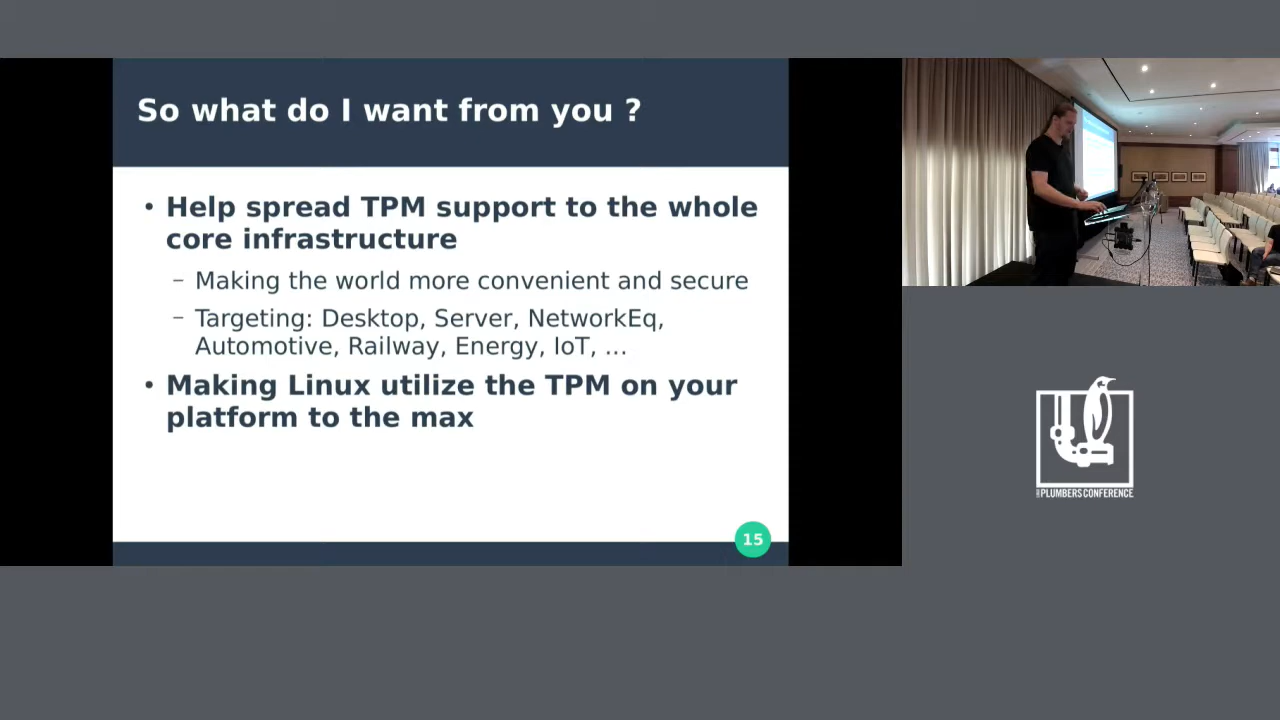 So what do I want from you ?
• Help spread TPM support to the whole
core infrastructure
– Making the world more convenient and secure
– Targeting: Desktop, Server, NetworkEq,
Automotive, Railway, Energy, IoT, ...
• Making Linux utilize the TPM on your
platform to the max
15
PLUMBERS CONFERENCE